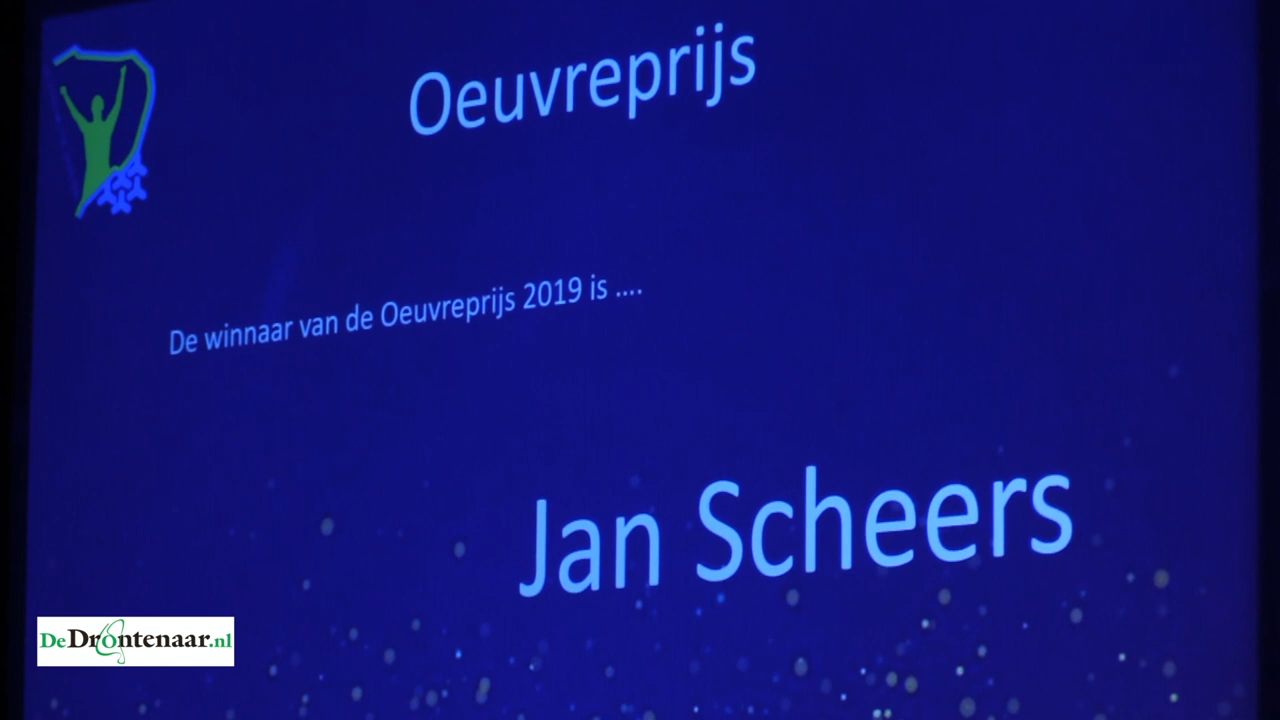 Oeuvreprijs
De winnaar van de Oeuvreprijs 2019 is ....
Jan Scheers
DeDrontenaar.nl